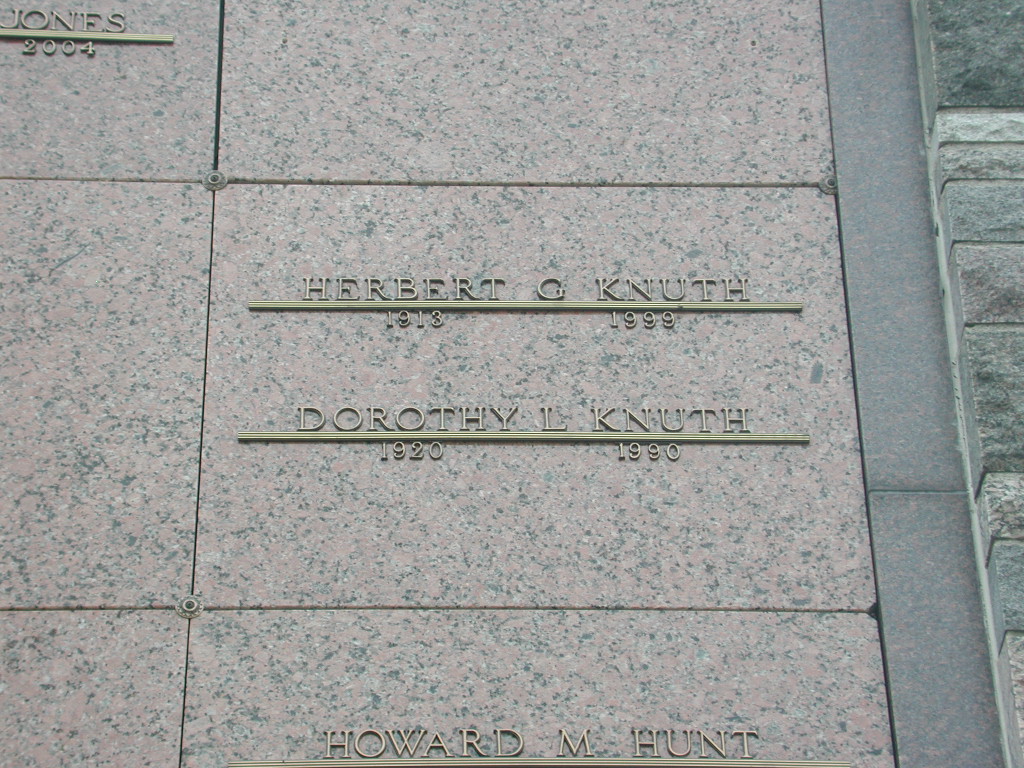 JONES
2004
HERBERT G KNUTH
1913 1999
DOROTHY L KNUTH
1920 1990
HOWARD M HUNT